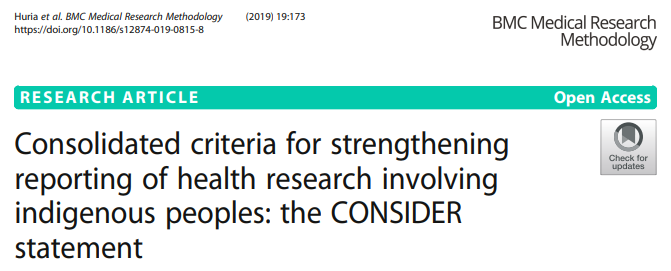 Huria et al. BMC Medical Research Methodology (2019) 19:173
https://doi.org/10.1186/s12874-019-0815-8
BMC Medical Research
Methodology
RESEARCH ARTICLE Open Access
Consolidated criteria for strengthening
reporting of health research involving
indigenous peoples: the CONSIDER
statement
Check for
updates